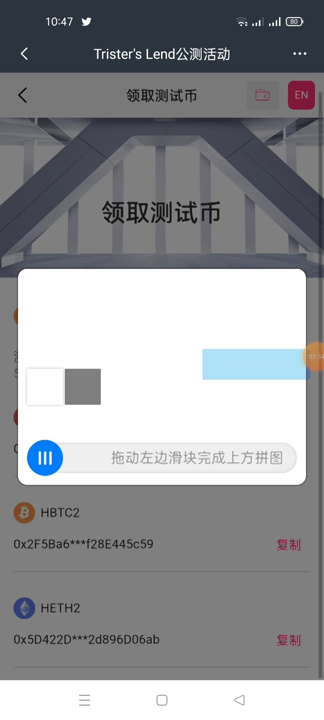 10:47
80
Trister's Lend公测活动
领取测试币
EN
领取测试币
拖动左边滑块完成上方拼图
HBTC2
0x2F5Ba6***f28E445c59
复制
HETH2
0x5D422D***2d896D06ab
复制